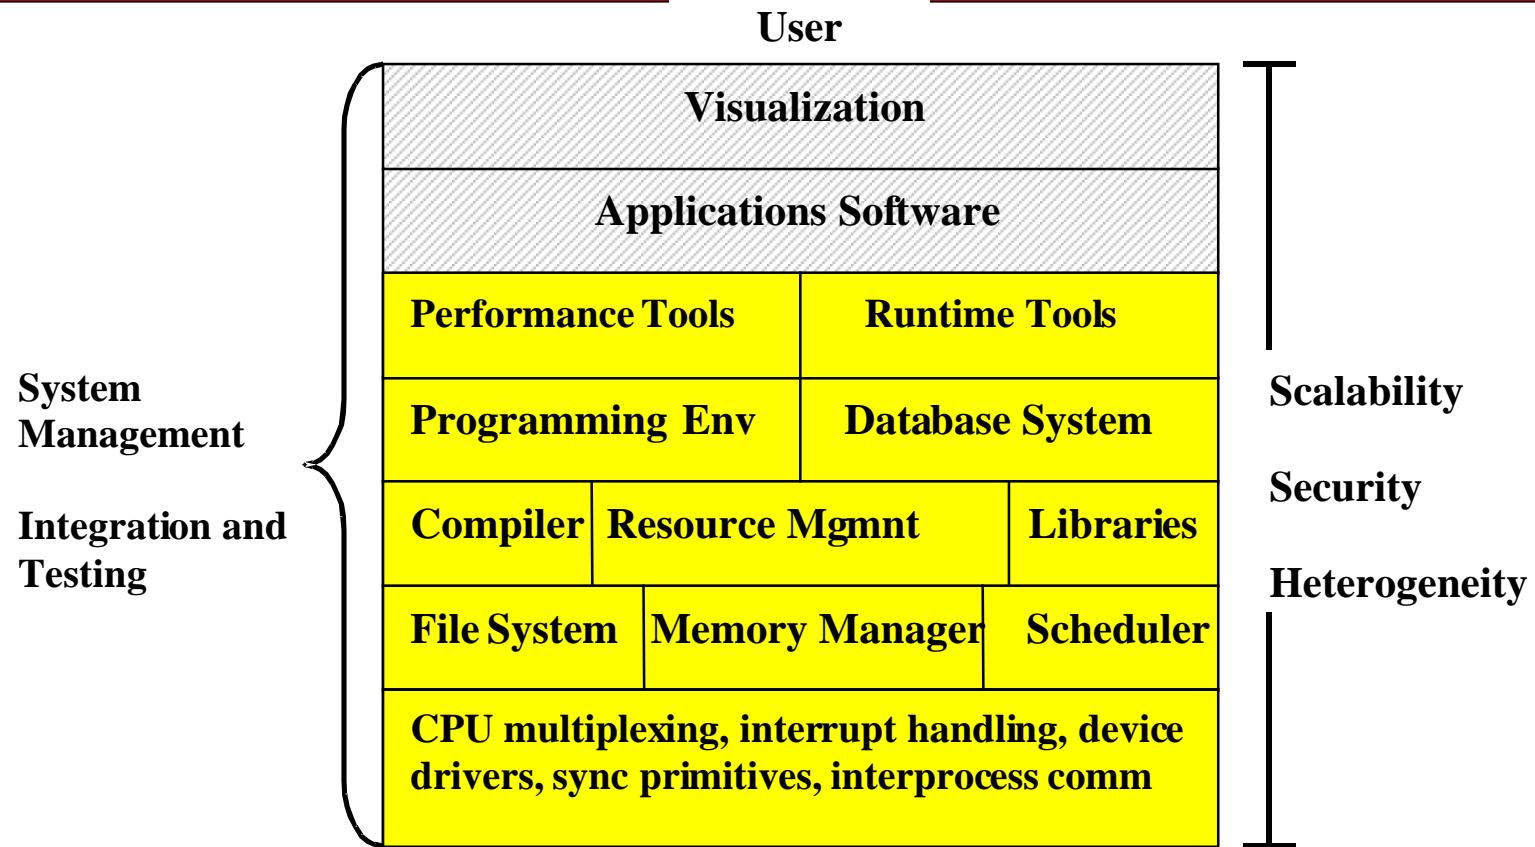 User
Visualization
Applications Software
Performance Tools
Runtime Tools
System
Management
Programming Env
Database System
Scalability
Security
Integration and
Testing
Compiler
Resource Mgmnt
Libraries
Heterogeneity
File System
Memory Manager
Scheduler
CPU multiplexing, interrupt handling, device
drivers, sync primitives, interprocess comm